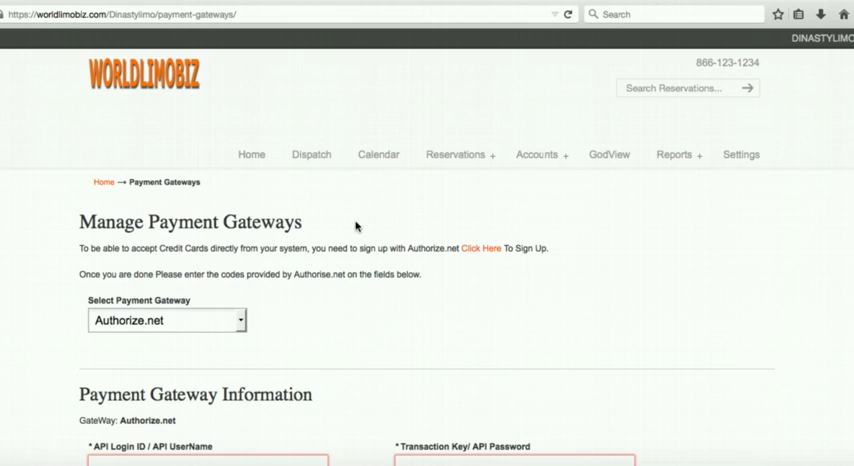 https://worldlimobiz.com/Dinastylimo/payment-gateways/
Search
DINASTYLIMO
WORLDLIMOBIZ
866-123-1234
Search Reservations...
Home Dispatch Calendar Reservations + Accounts + GodView Reports + Settings
Home → Payment Gateways
Manage Payment Gateways
To be able to accept Credit Cards directly from your system, you need to sign up with Authorize.net Click Here To Sign Up.
Once you are done Please enter the codes provided by Authorise.net on the fields below.
Select Payment Gateway
Authorize.net
Payment Gateway Information
GateWay: Authorize.net
* API Login ID / API UserName
* Transaction Key/ API Password